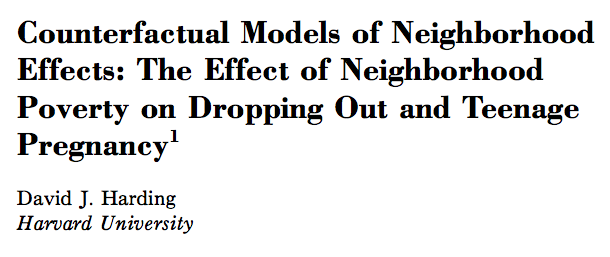 Counterfactual Models of Neighborhood
Effects: The Effect of Neighborhood
Poverty on Dropping Out and Teenage
Pregnancy¹
David J. Harding
Harvard University